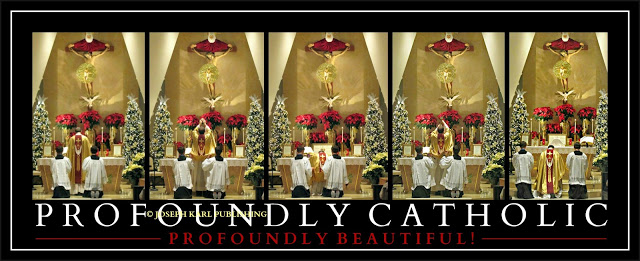 © JOSEPH KARL PUBLISHING
PROFOUNDLY CATHOLIC
PROFOUNDLY BEAUTIFUL!